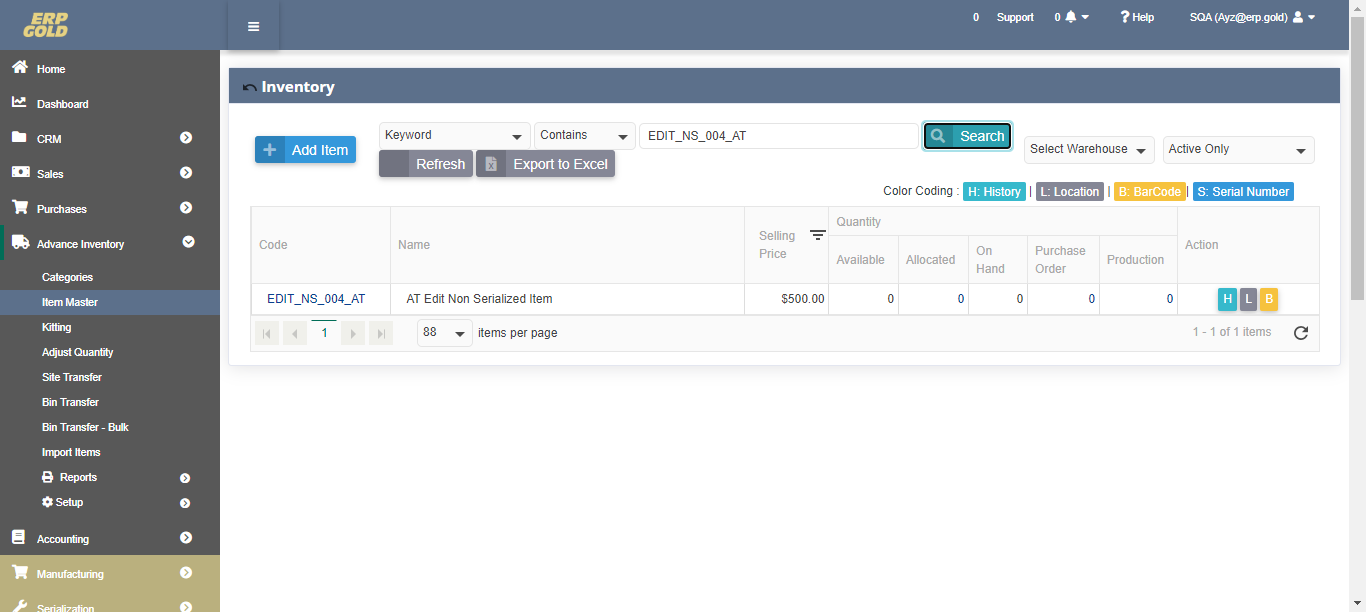 ERP
GOLD
0 Support 0 ? Help SQA (Ayz@erp.gold)
Home
Dashboard
CRM
Sales
Purchases
Advance Inventory
Categories
Item Master
Kitting
Adjust Quantity
Site Transfer
Bin Transfer
Bin Transfer - Bulk
Import Items
Reports
Setup
Accounting
Manufacturing
Serialization
Inventory
+ Add Item
Keyword Contains EDIT_NS_004_AT Search
Refresh Export to Excel
Select Warehouse Active Only
Color Coding : H: History | L: Location | B: BarCode | S: Serial Number
Code Name Selling Price Quantity Action
Available Allocated On Hand Purchase Order Production
EDIT_NS_004_AT AT Edit Non Serialized Item $500.00 0 0 0 0 0 H L B
1 88 items per page 1 - 1 of 1 items